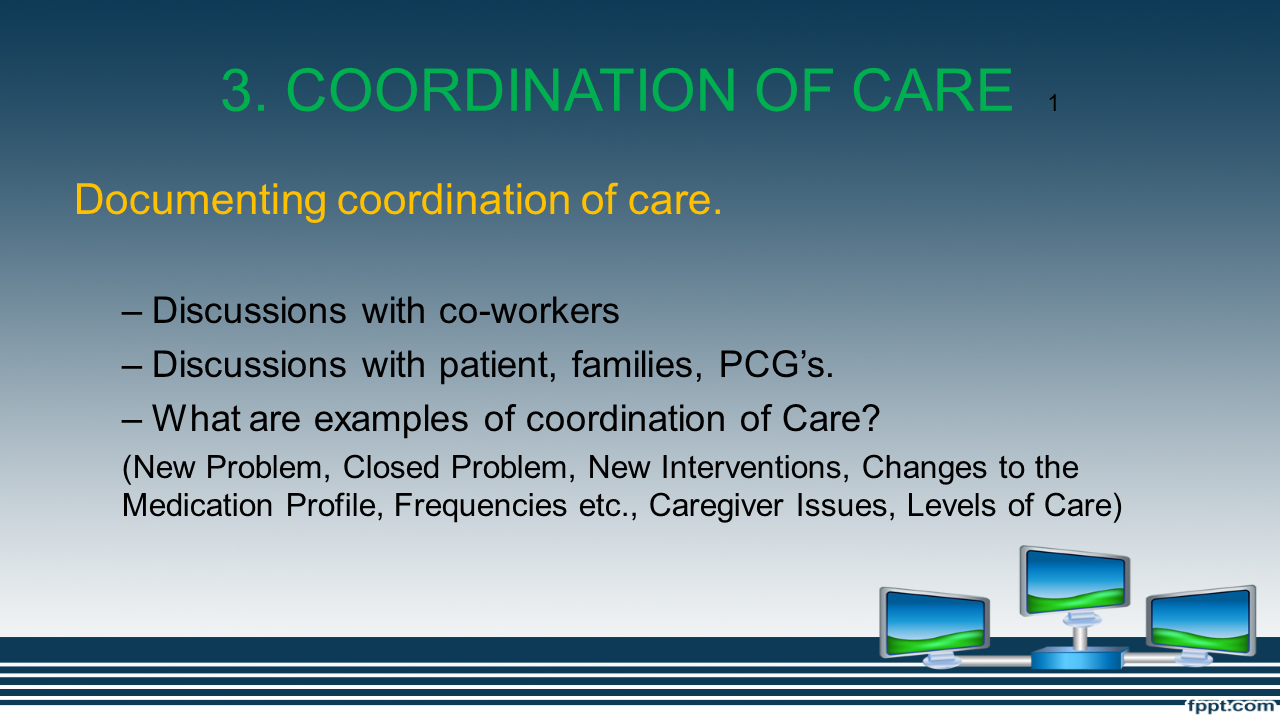 3. COORDINATION OF CARE 1
Documenting coordination of care.
– Discussions with co-workers
– Discussions with patient, families, PCG’s.
– What are examples of coordination of Care?
(New Problem, Closed Problem, New Interventions, Changes to the
Medication Profile, Frequencies etc., Caregiver Issues, Levels of Care)
fppt.com